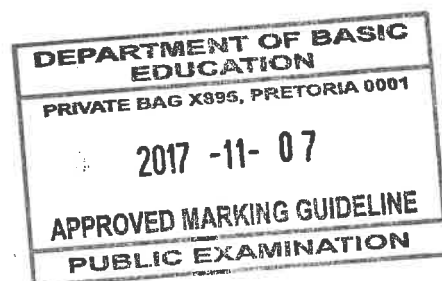 DEPARTMENT OF BASIC
EDUCATION
PRIVATE BAG X895, PRETORIA 0001
2017 -11- 07
APPROVED MARKING GUIDELINE
PUBLIC EXAMINATION